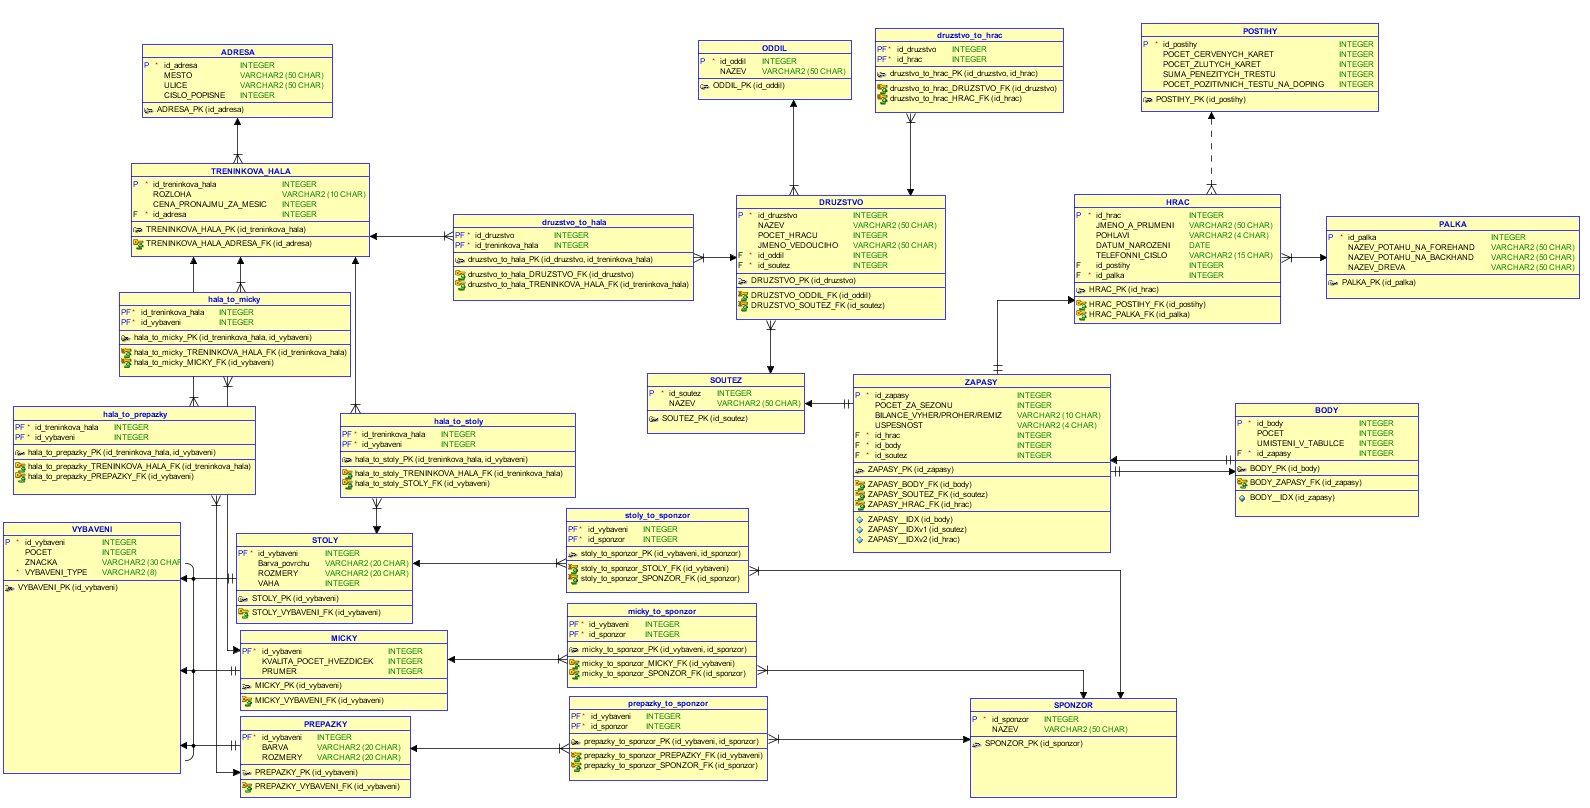 ADRESA
P * id_adresa INTEGER
MESTO VARCHAR2 (50 CHAR)
ULICE VARCHAR2 (50 CHAR)
CISLO_POPISNE INTEGER
ADRESA_PK (id_adresa)
ODDIL
P * id_oddil INTEGER
NAZEV VARCHAR2 (50 CHAR)
ODDIL_PK (id_oddil)
druzstvo_to_hrac
PF * id_druzstvo INTEGER
PF * id_hrac INTEGER
druzstvo_to_hrac_PK (id_druzstvo, id_hrac)
druzstvo_to_hrac_DRUZSTVO_FK (id_druzstvo)
druzstvo_to_hrac_HRAC_FK (id_hrac)
POSTIHY
P * id_postihy INTEGER
POCET_CERVENYCH_KARET INTEGER
POCET_ZLUTYCH_KARET INTEGER
SUMA_PENEZITYCH_TRESTU INTEGER
POCET_POZITIVNICH_TESTU_NA_DOPING INTEGER
POSTIHY_PK (id_postihy)
TRENINKOVA_HALA
P * id_treninkova_hala INTEGER
ROZLOHA VARCHAR2 (10 CHAR)
CENA_PRONAJMU_ZA_MESIC INTEGER
F * id_adresa INTEGER
TRENINKOVA_HALA_PK (id_treninkova_hala)
TRENINKOVA_HALA_ADRESA_FK (id_adresa)
druzstvo_to_hala
PF * id_druzstvo INTEGER
PF * id_treninkova_hala INTEGER
druzstvo_to_hala_PK (id_druzstvo, id_treninkova_hala)
druzstvo_to_hala_DRUZSTVO_FK (id_druzstvo)
druzstvo_to_hala_TRENINKOVA_HALA_FK (id_treninkova_hala)
DRUZSTVO
P * id_druzstvo INTEGER
NAZEV VARCHAR2 (50 CHAR)
POCET_HRACU INTEGER
JMENO_VEDOUCIHO VARCHAR2 (50 CHAR)
F * id_oddil INTEGER
F * id_soutez INTEGER
DRUZSTVO_PK (id_druzstvo)
DRUZSTVO_ODDIL_FK (id_oddil)
DRUZSTVO_SOUTEZ_FK (id_soutez)
HRAC
P * id_hrac INTEGER
JMENO_A_PRIJMENI VARCHAR2 (50 CHAR)
POHLAVI VARCHAR2 (4 CHAR)
DATUM_NAROZENI DATE
TELEFONNI_CISLO VARCHAR2 (15 CHAR)
F id_postihy INTEGER
F * id_palka INTEGER
HRAC_PK (id_hrac)
HRAC_POSTIHY_FK (id_postihy)
HRAC_PALKA_FK (id_palka)
PALKA
P * id_palka INTEGER
NAZEV_POTAHU_NA_FOREHAND VARCHAR2 (50 CHAR)
NAZEV_POTAHU_NA_BACKHAND VARCHAR2 (50 CHAR)
NAZEV_DREVA VARCHAR2 (50 CHAR)
PALKA_PK (id_palka)
hala_to_micky
PF * id_treninkova_hala INTEGER
PF * id_vybaveni INTEGER
hala_to_micky_PK (id_treninkova_hala, id_vybaveni)
hala_to_micky_TRENINKOVA_HALA_FK (id_treninkova_hala)
hala_to_micky_MICKY_FK (id_vybaveni)
hala_to_prepazky
PF * id_treninkova_hala INTEGER
PF * id_vybaveni INTEGER
hala_to_prepazky_PK (id_treninkova_hala, id_vybaveni)
hala_to_prepazky_TRENINKOVA_HALA_FK (id_treninkova_hala)
hala_to_prepazky_PREPAZKY_FK (id_vybaveni)
hala_to_stoly
PF * id_treninkova_hala INTEGER
PF * id_vybaveni INTEGER
hala_to_stoly_PK (id_treninkova_hala, id_vybaveni)
hala_to_stoly_TRENINKOVA_HALA_FK (id_treninkova_hala)
hala_to_stoly_STOLY_FK (id_vybaveni)
SOUTEZ
P * id_soutez INTEGER
NAZEV VARCHAR2 (50 CHAR)
SOUTEZ_PK (id_soutez)
ZAPASY
P * id_zapasy INTEGER
POCET_ZA_SEZONU INTEGER
BILANCE_VYHER/PROHER/REMIZ VARCHAR2 (10 CHAR)
USPESNOST VARCHAR2 (4 CHAR)
F * id_hrac INTEGER
F * id_body INTEGER
F * id_soutez INTEGER
ZAPASY_PK (id_zapasy)
ZAPASY_BODY_FK (id_body)
ZAPASY_SOUTEZ_FK (id_soutez)
ZAPASY_HRAC_FK (id_hrac)
ZAPASY__IDX (id_body)
ZAPASY__IDXv1 (id_soutez)
ZAPASY__IDXv2 (id_hrac)
BODY
P * id_body INTEGER
POCET INTEGER
UMISTENI_V_TABULCE INTEGER
F * id_zapasy INTEGER
BODY_PK (id_body)
BODY_ZAPASY_FK (id_zapasy)
BODY__IDX (id_zapasy)
VYBAVENI
P * id_vybaveni INTEGER
POCET INTEGER
ZNACKA VARCHAR2 (30 CHAR
* VYBAVENI_TYPE VARCHAR2 (8)
VYBAVENI_PK (id_vybaveni)
STOLY
PF * id_vybaveni INTEGER
Barva_povrchu VARCHAR2 (20 CHAR)
ROZMERY VARCHAR2 (20 CHAR)
VAHA INTEGER
STOLY_PK (id_vybaveni)
STOLY_VYBAVENI_FK (id_vybaveni)
stoly_to_sponzor
PF * id_vybaveni INTEGER
PF * id_sponzor INTEGER
stoly_to_sponzor_PK (id_vybaveni, id_sponzor)
stoly_to_sponzor_STOLY_FK (id_vybaveni)
stoly_to_sponzor_SPONZOR_FK (id_sponzor)
MICKY
PF * id_vybaveni INTEGER
KVALITA_POCET_HVEZDICEK INTEGER
PRUMER INTEGER
MICKY_PK (id_vybaveni)
MICKY_VYBAVENI_FK (id_vybaveni)
micky_to_sponzor
PF * id_vybaveni INTEGER
PF * id_sponzor INTEGER
micky_to_sponzor_PK (id_vybaveni, id_sponzor)
micky_to_sponzor_MICKY_FK (id_vybaveni)
micky_to_sponzor_SPONZOR_FK (id_sponzor)
PREPAZKY
PF * id_vybaveni INTEGER
BARVA VARCHAR2 (20 CHAR)
ROZMERY VARCHAR2 (20 CHAR)
PREPAZKY_PK (id_vybaveni)
PREPAZKY_VYBAVENI_FK (id_vybaveni)
prepazky_to_sponzor
PF * id_vybaveni INTEGER
PF * id_sponzor INTEGER
prepazky_to_sponzor_PK (id_vybaveni, id_sponzor)
prepazky_to_sponzor_PREPAZKY_FK (id_vybaveni)
prepazky_to_sponzor_SPONZOR_FK (id_sponzor)
SPONZOR
P * id_sponzor INTEGER
NAZEV VARCHAR2 (50 CHAR)
SPONZOR_PK (id_sponzor)